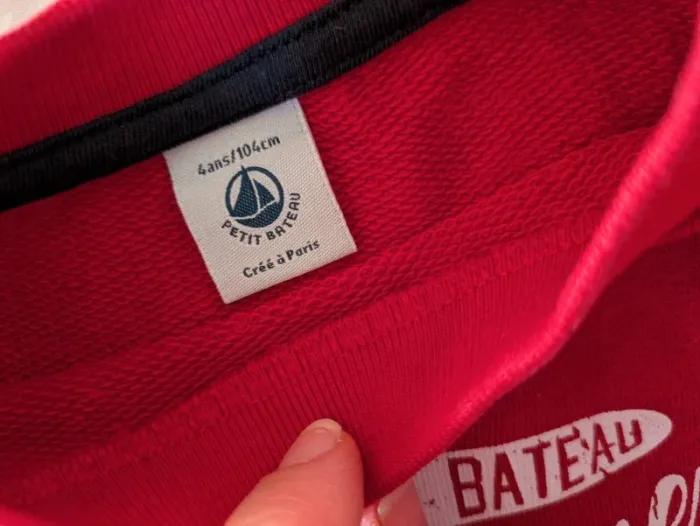 4ans/104cm
PETIT BATEAU
Créé à Paris
BATEAU